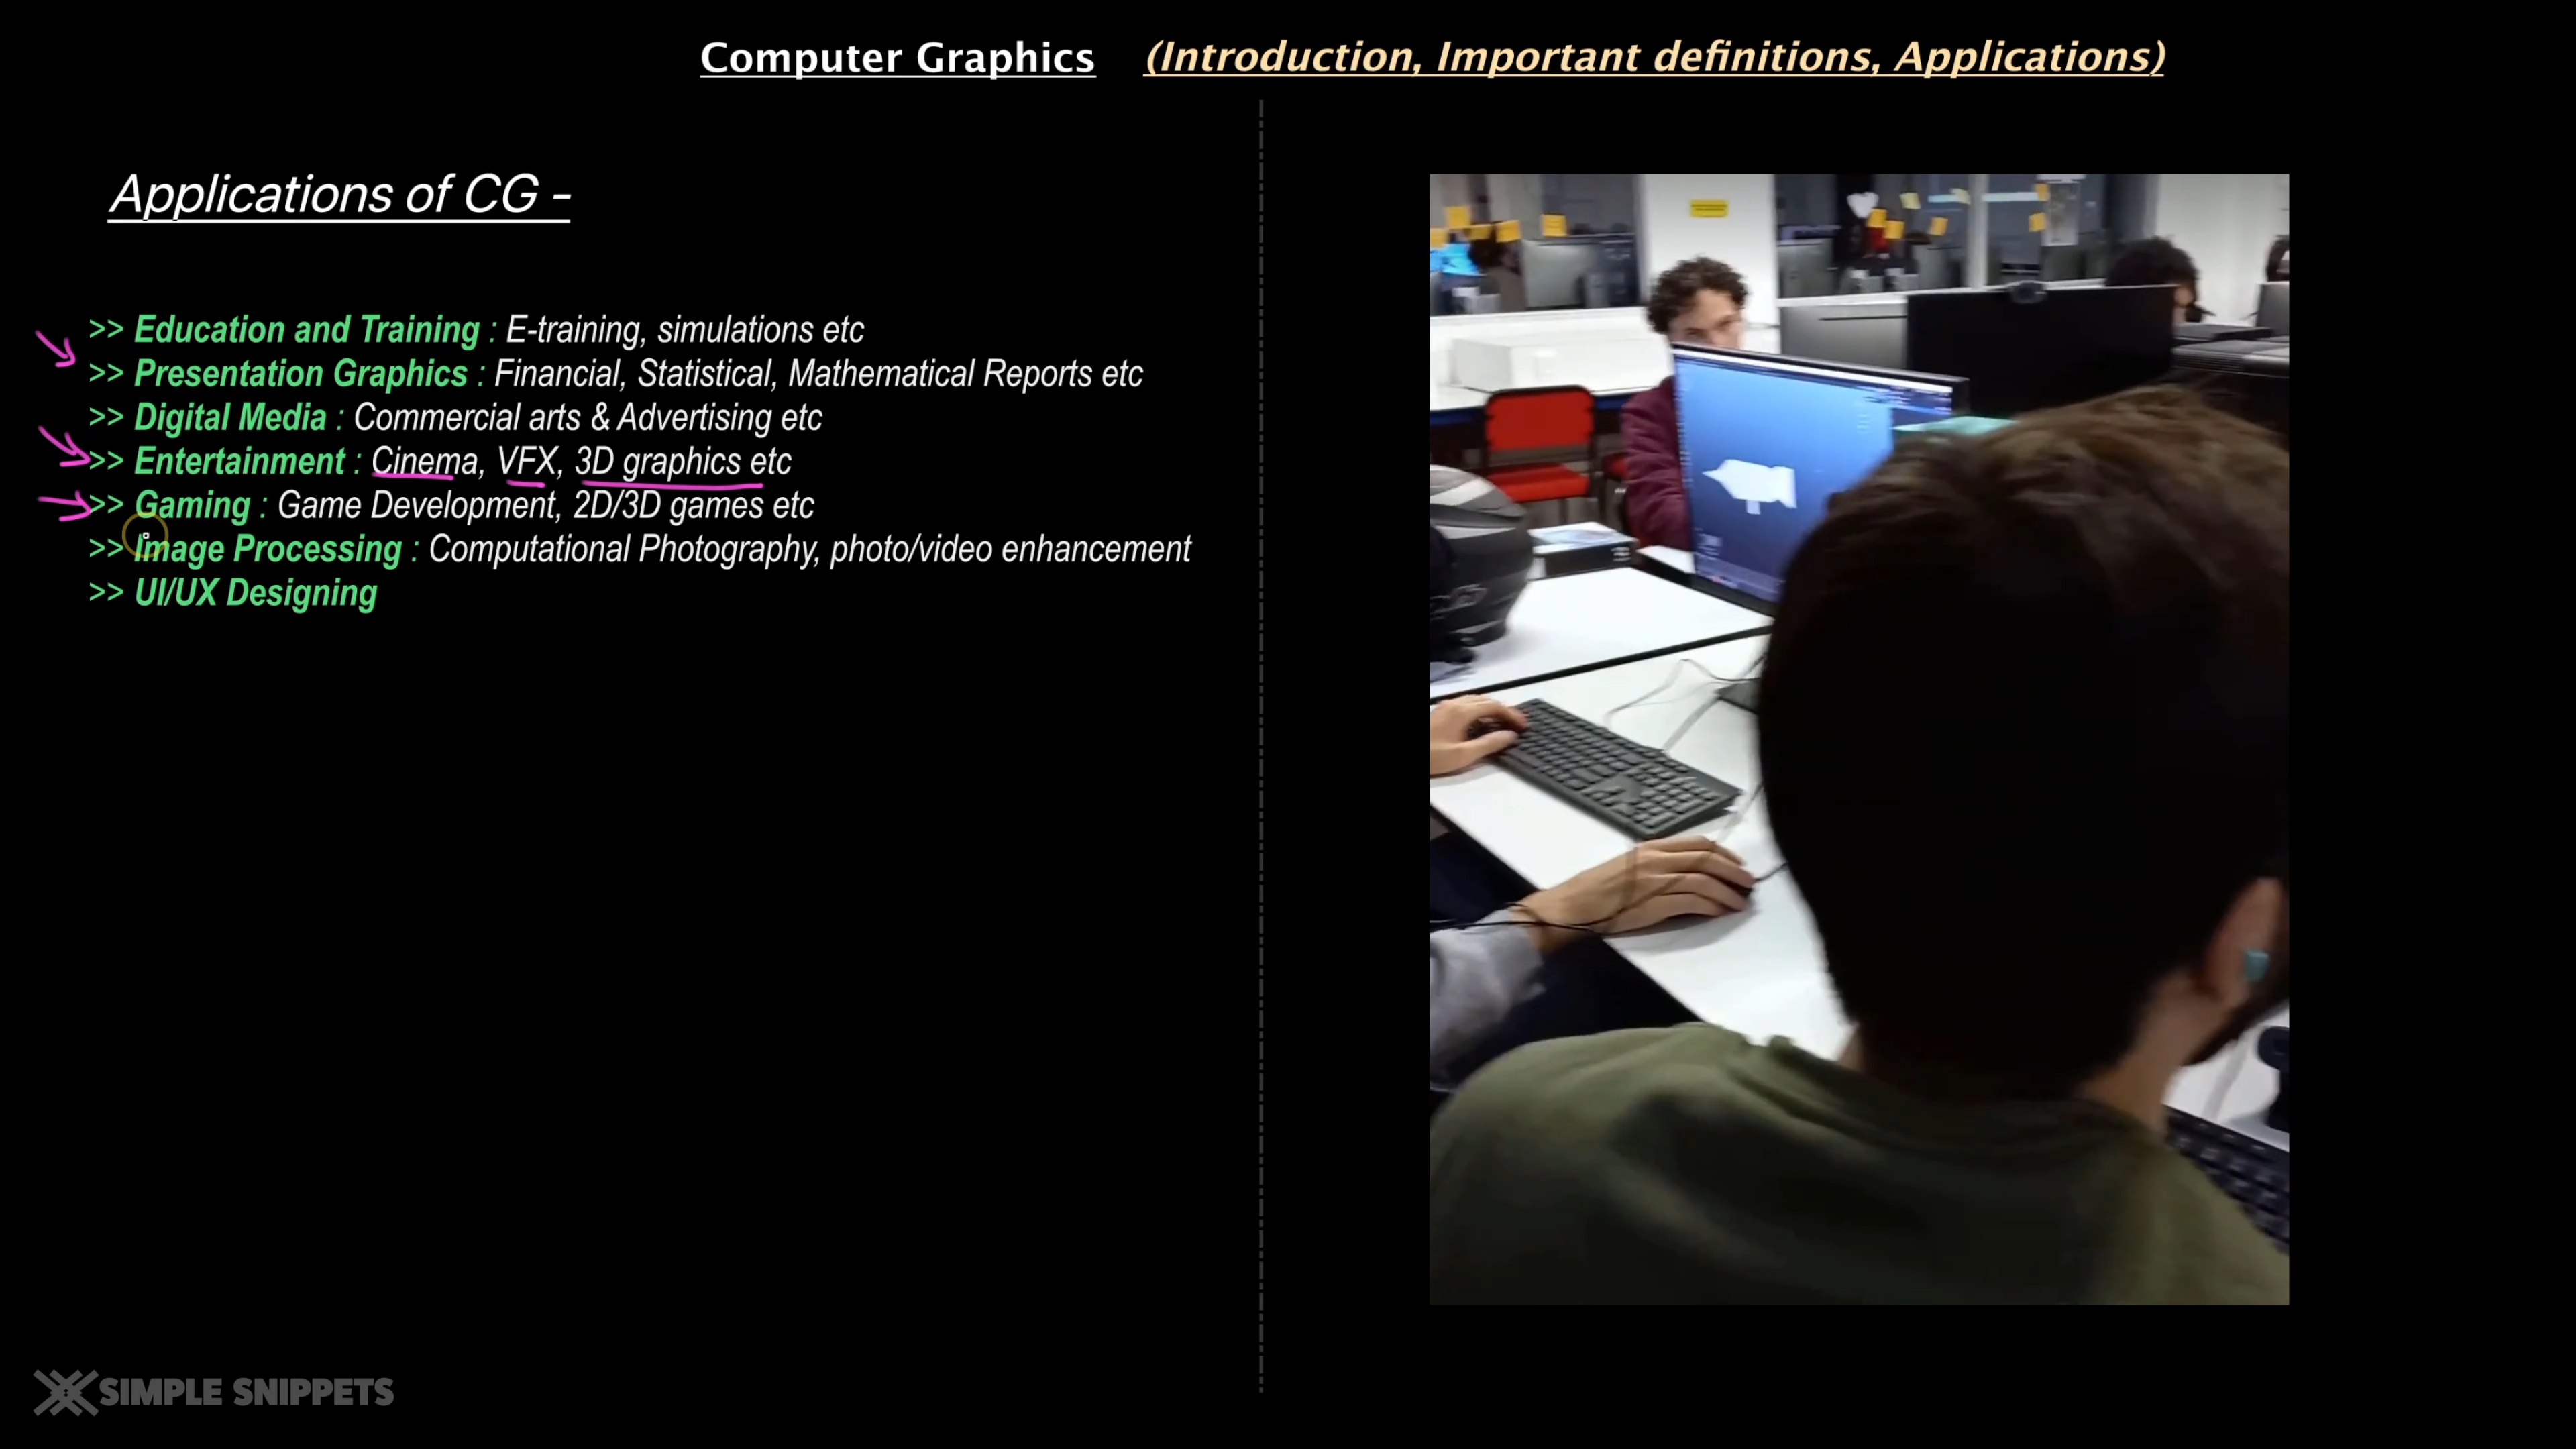 Computer Graphics (Introduction, Important definitions, Applications)
Applications of CG -
>> Education and Training : E-training, simulations etc
>> Presentation Graphics : Financial, Statistical, Mathematical Reports etc
>> Digital Media : Commercial arts & Advertising etc
>> Entertainment : Cinema, VFX, 3D graphics etc
>> Gaming : Game Development, 2D/3D games etc
>> Image Processing : Computational Photography, photo/video enhancement
>> UI/UX Designing
SIMPLE SNIPPETS